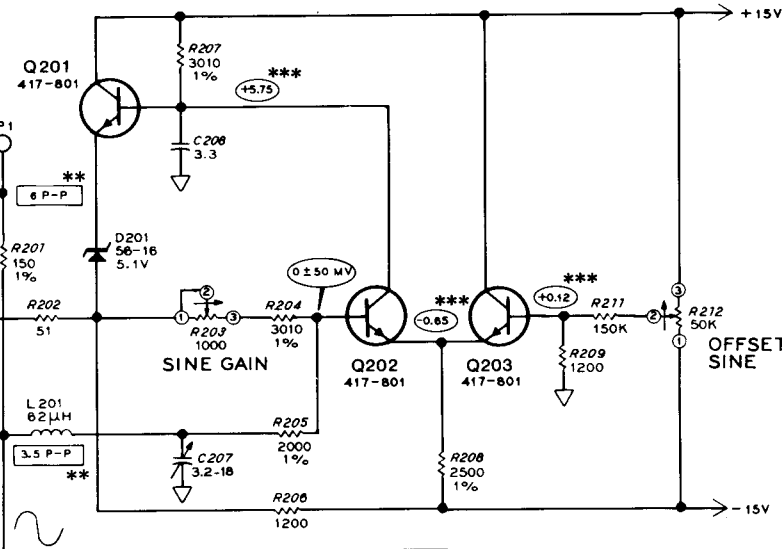 +15V
R207
3010
1%
***
+5.75
Q201
417-801
C208
3.3
P1
**
6 P-P
R201
150
1%
D201
56-16
5.1V
0±50 MV
***
-0.65
***
+0.12
R202
51
1
2
3
R203
1000
SINE GAIN
R204
3010
1%
Q202
417-801
Q203
417-801
R211
150K
R209
1200
3
2
1
R212
50K
OFFSET
SINE
L201
82µH
3.5 P-P
**
C207
3.2-18
R205
2000
1%
R208
2500
1%
R206
1200
-15V